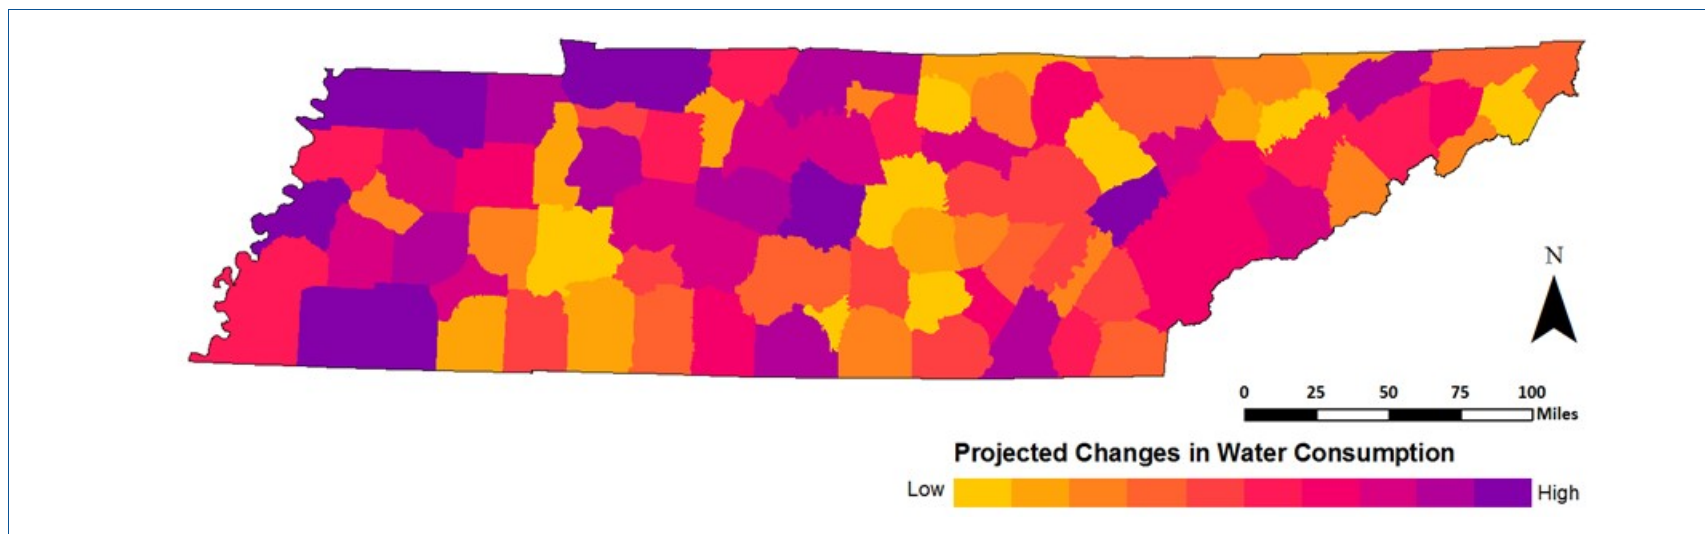 N
0 25 50 75 100
Miles
Projected Changes in Water Consumption
Low High